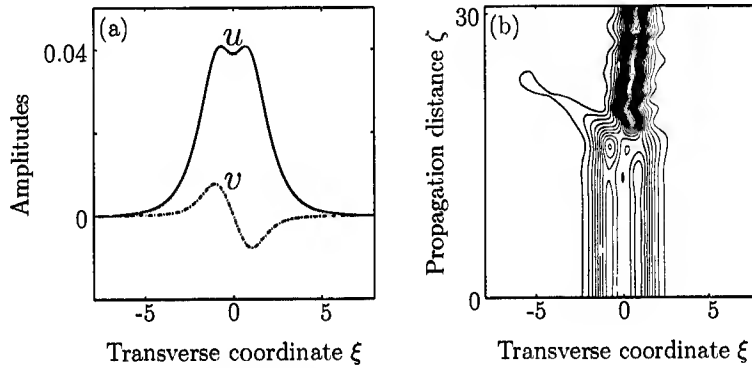 (a)
u
v
0.04
0
Amplitudes
-5 0 5
Transverse coordinate ξ
(b)
30
0
Propagation distance ζ
-5 0 5
Transverse coordinate ξ